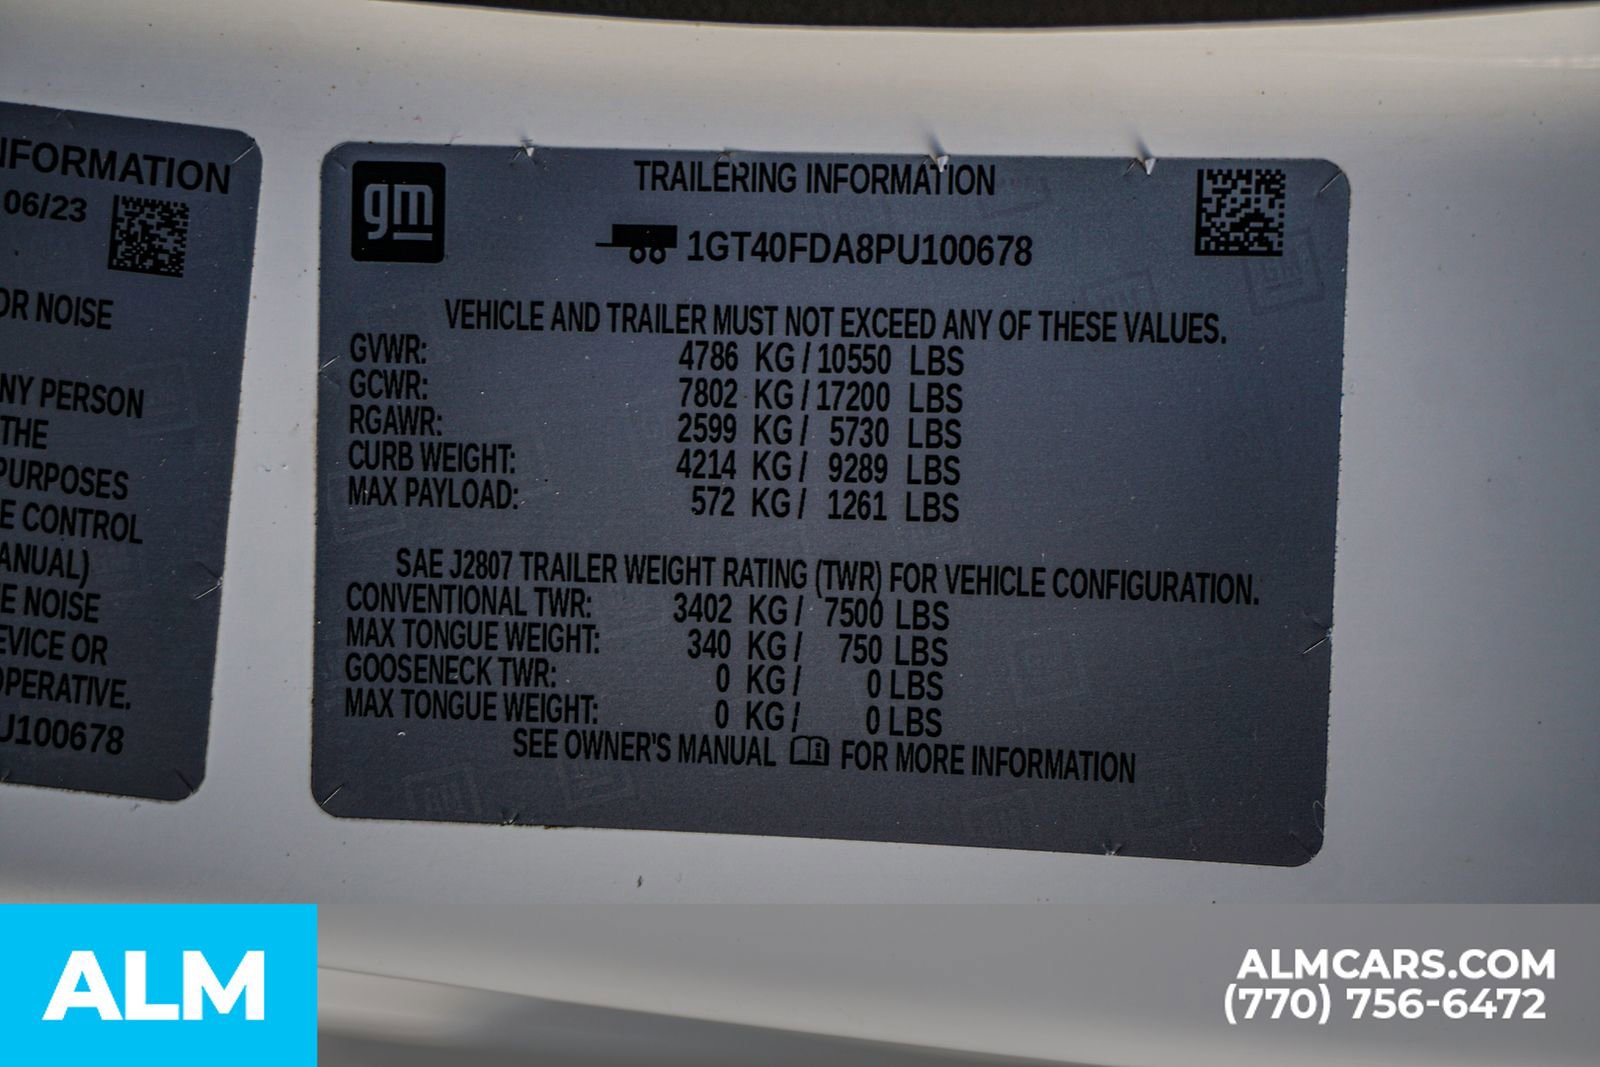 NFORMATION
06/23
OR NOISE
NY PERSON
THE
PURPOSES
E CONTROL
ANUAL)
E NOISE
EVICE OR
OPERATIVE.
U100678
gm
TRAILERING INFORMATION
1GT40FDA8PU100678
VEHICLE AND TRAILER MUST NOT EXCEED ANY OF THESE VALUES.
GVWR: 4786 KG / 10550 LBS
GCWR: 7802 KG / 17200 LBS
RGAWR: 2599 KG / 5730 LBS
CURB WEIGHT: 4214 KG / 9289 LBS
MAX PAYLOAD: 572 KG / 1261 LBS
SAE J2807 TRAILER WEIGHT RATING (TWR) FOR VEHICLE CONFIGURATION.
CONVENTIONAL TWR: 3402 KG / 7500 LBS
MAX TONGUE WEIGHT: 340 KG / 750 LBS
GOOSENECK TWR: 0 KG / 0 LBS
MAX TONGUE WEIGHT: 0 KG / 0 LBS
SEE OWNER'S MANUAL FOR MORE INFORMATION
ALM
ALMCARS.COM
(770) 756-6472